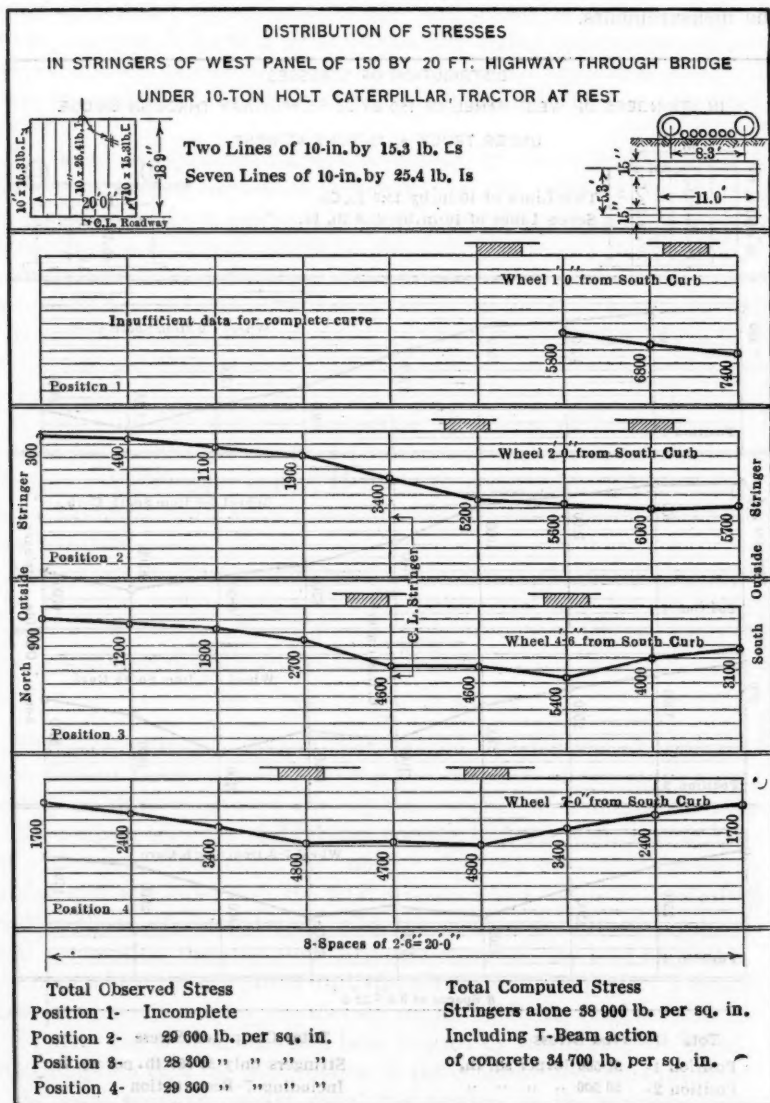 DISTRIBUTION OF STRESSES
IN STRINGERS OF WEST PANEL OF 150 BY 20 FT. HIGHWAY THROUGH BRIDGE
UNDER 10-TON HOLT CATERPILLAR, TRACTOR AT REST
10"x 15.3 lb. [
10 x 25.4 lb. I
10 x 15.3 lb. [
20'0"
18'9"
C.L. Roadway
Two Lines of 10-in. by 15.3 lb. [s
Seven Lines of 10-in. by 25.4 lb. Is
8.3'
15"
5.3'
15"
11.0'
Wheel 1'0" from South Curb
Insufficient data for complete curve
5800
6800
7400
Position 1
Wheel 2'0" from South Curb
300
400
1100
1900
3400
5200
5600
6000
5700
Position 2
North Outside Stringer
C. L. Stringer
South Outside Stringer
Wheel 4'-6" from South Curb
900
1200
1800
2700
4600
4600
5400
4000
3100
Position 3
Wheel 7'-0" from South Curb
1700
2400
3400
4800
4700
4800
3400
2400
1700
Position 4
8-Spaces of 2'-6"=20'-0"
Total Observed Stress
Position 1- Incomplete
Position 2- 29 600 lb. per sq. in.
Position 3- 28 300 " " " "
Position 4- 29 300 " " " "
Total Computed Stress
Stringers alone 38 900 lb. per sq. in.
Including T-Beam action
of concrete 34 700 lb. per sq. in.